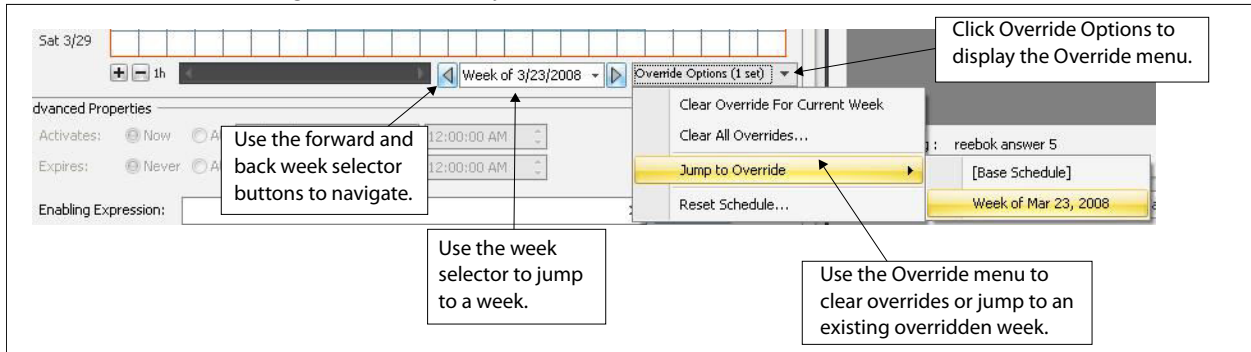 Click Override Options to
display the Override menu.
Sat 3/29
1h
Week of 3/23/2008
Override Options (1 set)
Clear Override For Current Week
dvanced Properties
Activates:
Now
12:00:00 AM
Clear All Overrides...
reebok answer 5
Use the forward and
back week selector
buttons to navigate.
Expires:
Never
12:00:00 AM
Jump to Override
[Base Schedule]
Enabling Expression:
Reset Schedule...
Week of Mar 23, 2008
Use the week
selector to jump
to a week.
Use the Override menu to
clear overrides or jump to an
existing overridden week.